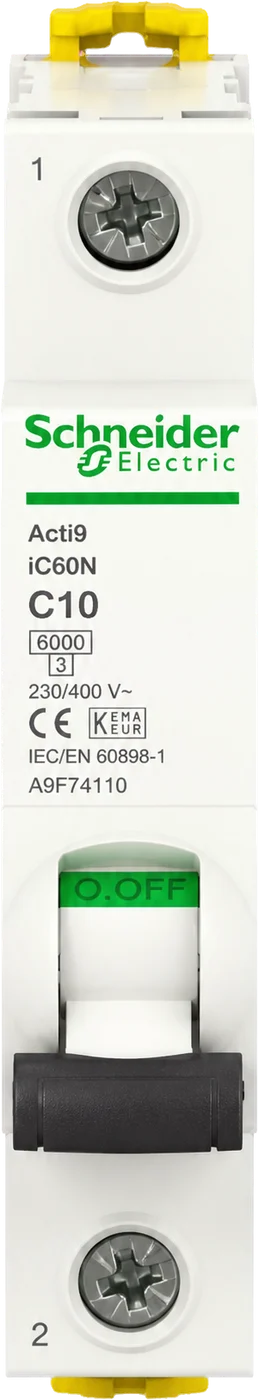 1
Schneider
Electric
Acti9
iC60N
C10
6000
3
230/400 V~
CE KEMA
KEUR
IEC/EN 60898-1
A9F74110
O.OFF
2